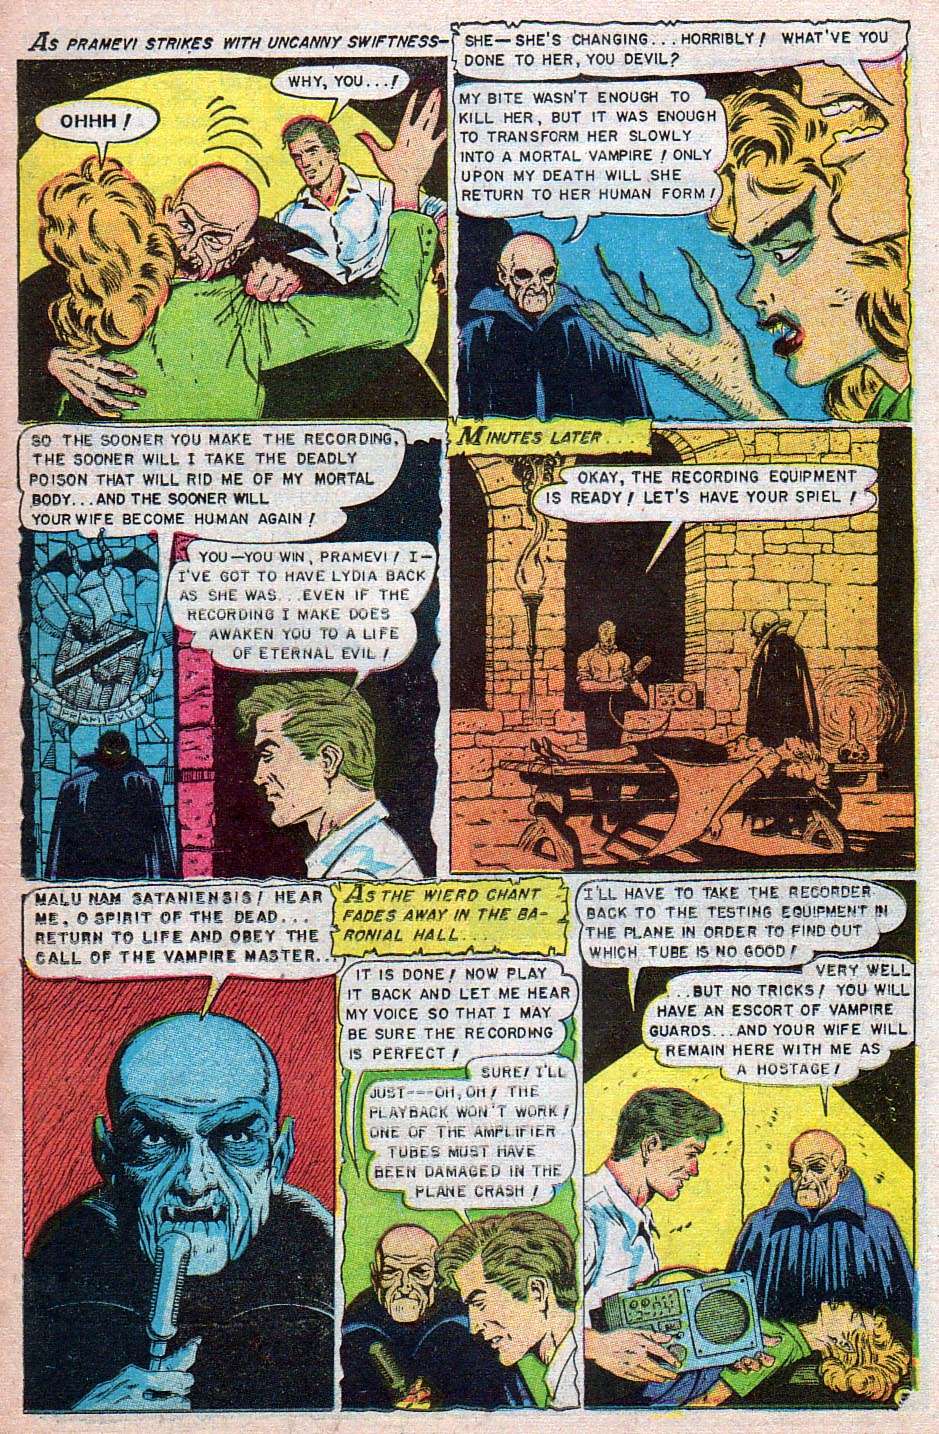 AS PRAMEVI STRIKES WITH UNCANNY SWIFTNESS—
OHHH!
WHY, YOU...!
SHE—SHE'S CHANGING...HORRIBLY! WHAT'VE YOU
DONE TO HER, YOU DEVIL?
MY BITE WASN'T ENOUGH TO
KILL HER, BUT IT WAS ENOUGH
TO TRANSFORM HER SLOWLY
INTO A MORTAL VAMPIRE! ONLY
UPON MY DEATH WILL SHE
RETURN TO HER HUMAN FORM!
SO THE SOONER YOU MAKE THE RECORDING,
THE SOONER WILL I TAKE THE DEADLY
POISON THAT WILL RID ME OF MY MORTAL
BODY...AND THE SOONER WILL
YOUR WIFE BECOME HUMAN AGAIN!
YOU—YOU WIN, PRAMEVI! I—
I'VE GOT TO HAVE LYDIA BACK
AS SHE WAS...EVEN IF THE
RECORDING I MAKE DOES
AWAKEN YOU TO A LIFE
OF ETERNAL EVIL!
PRAMEVI
MINUTES LATER...
OKAY, THE RECORDING EQUIPMENT
IS READY! LET'S HAVE YOUR SPIEL!
MALU NAM SATANIENSIS! HEAR
ME, O SPIRIT OF THE DEAD...
RETURN TO LIFE AND OBEY THE
CALL OF THE VAMPIRE MASTER...
AS THE WIERD CHANT
FADES AWAY IN THE BA-
RONIAL HALL...
IT IS DONE! NOW PLAY
IT BACK AND LET ME HEAR
MY VOICE SO THAT I MAY
BE SURE THE RECORDING
IS PERFECT!
SURE! I'LL
JUST---OH, OH! THE
PLAYBACK WON'T WORK!
ONE OF THE AMPLIFIER
TUBES MUST HAVE
BEEN DAMAGED IN THE
PLANE CRASH!
I'LL HAVE TO TAKE THE RECORDER
BACK TO THE TESTING EQUIPMENT IN
THE PLANE IN ORDER TO FIND OUT
WHICH TUBE IS NO GOOD!
VERY WELL
...BUT NO TRICKS! YOU WILL
HAVE AN ESCORT OF VAMPIRE
GUARDS...AND YOUR WIFE WILL
REMAIN HERE WITH ME AS
A HOSTAGE!